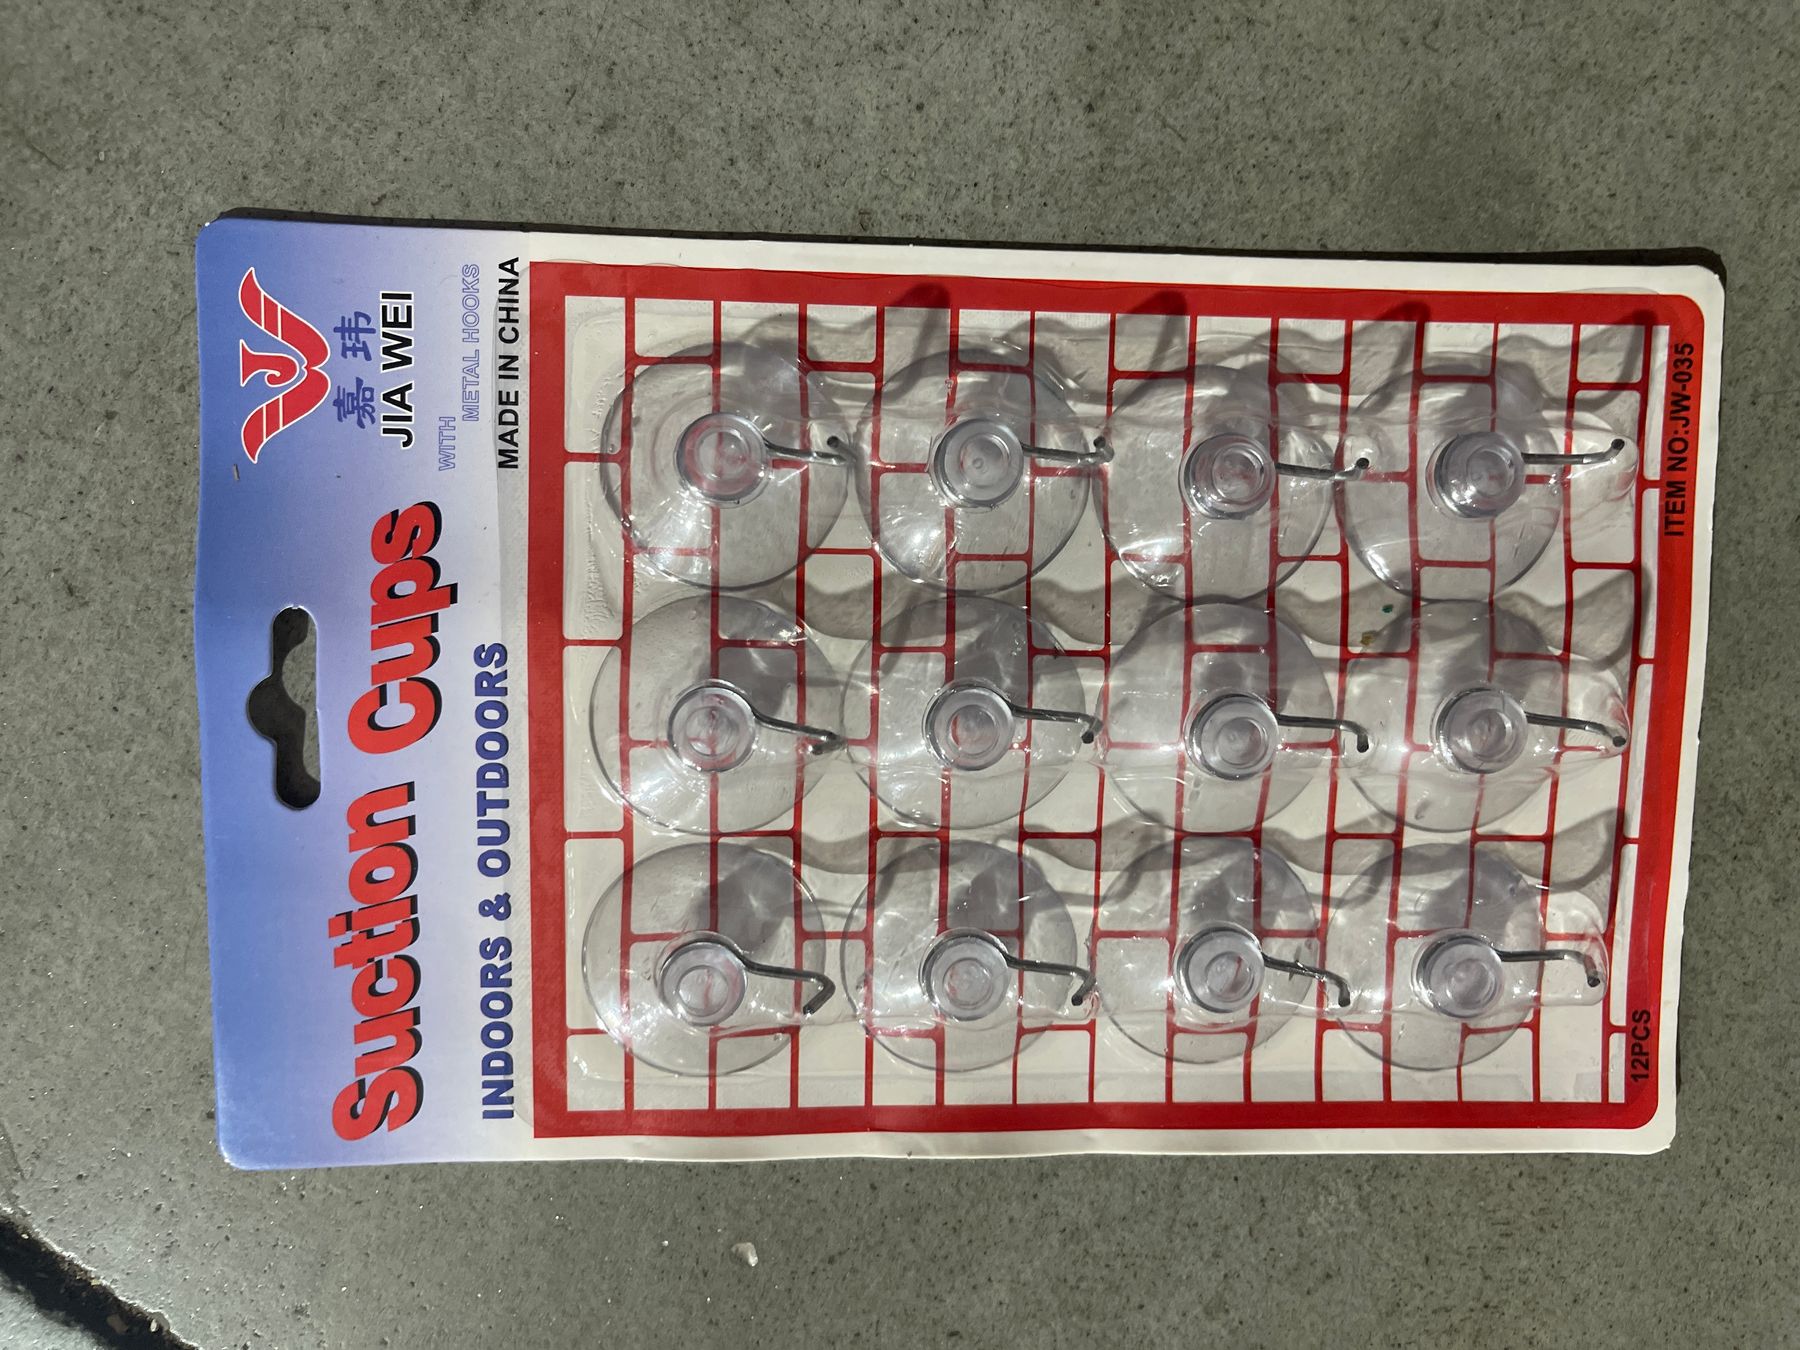 嘉玮
JIA WEI
Suction Cups
WITH
METAL HOOKS
INDOORS & OUTDOORS
MADE IN CHINA
12PCS
ITEM NO:JW-035